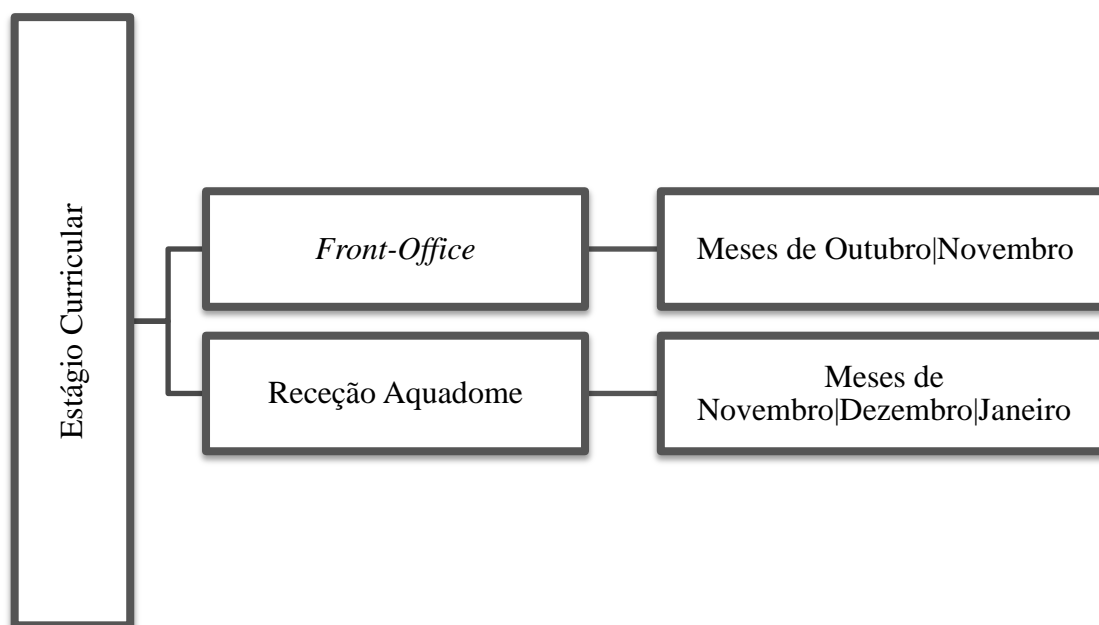 Estágio Curricular
Front-Office
Meses de Outubro|Novembro
Receção Aquadome
Meses de
Novembro|Dezembro|Janeiro